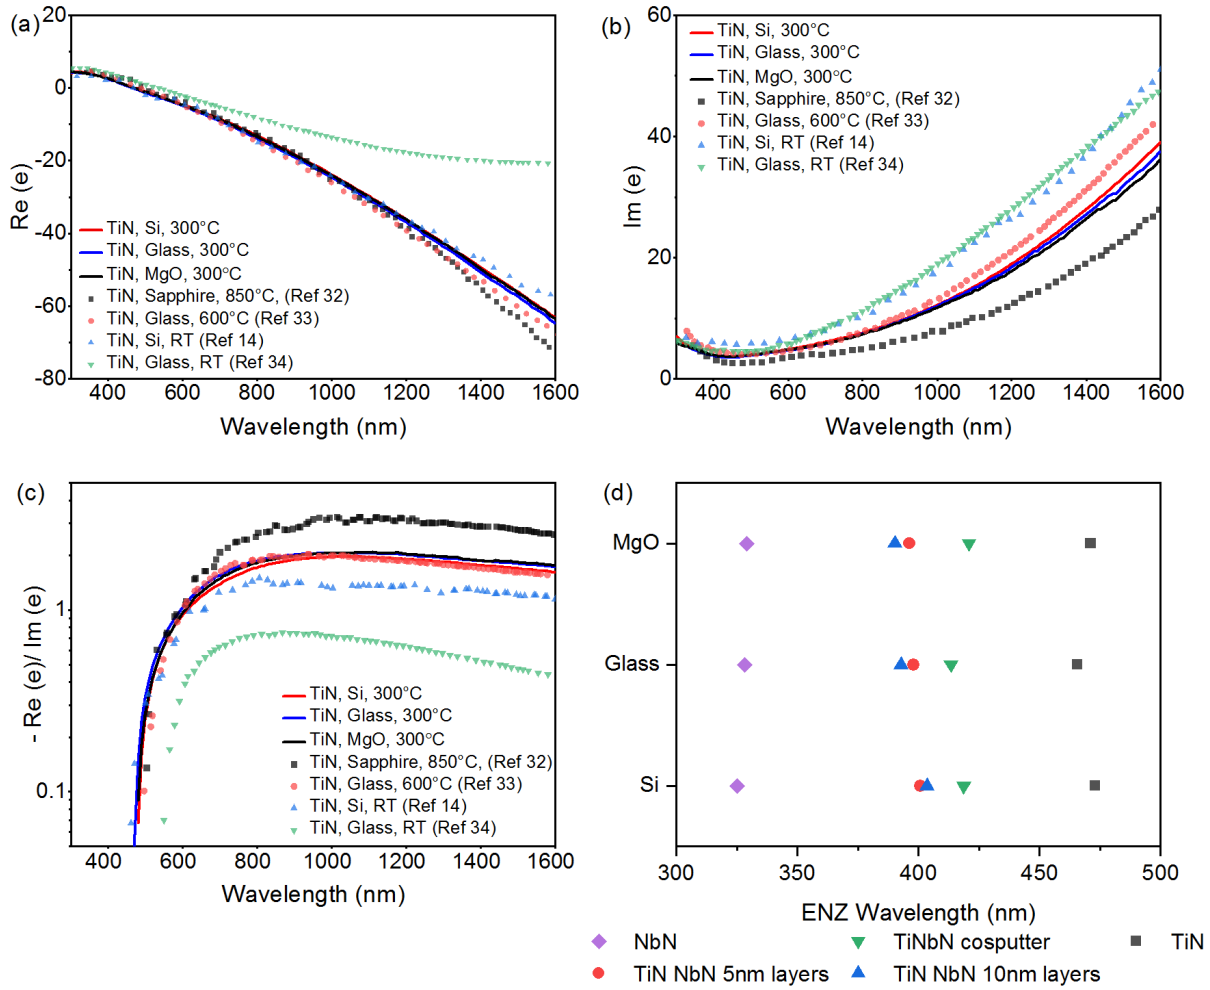 (a)
20
0
-20
-40
-60
-80
Re (e)
TiN, Si, 300°C
TiN, Glass, 300°C
TiN, MgO, 300°C
TiN, Sapphire, 850°C, (Ref 32)
TiN, Glass, 600°C (Ref 33)
TiN, Si, RT (Ref 14)
TiN, Glass, RT (Ref 34)
400 600 800 1000 1200 1400 1600
Wavelength (nm)
(b)
60
40
20
0
Im (e)
TiN, Si, 300°C
TiN, Glass, 300°C
TiN, MgO, 300°C
TiN, Sapphire, 850°C, (Ref 32)
TiN, Glass, 600°C (Ref 33)
TiN, Si, RT (Ref 14)
TiN, Glass, RT (Ref 34)
400 600 800 1000 1200 1400 1600
Wavelength (nm)
(c)
1
0.1
- Re (e)/ Im (e)
TiN, Si, 300°C
TiN, Glass, 300°C
TiN, MgO, 300°C
TiN, Sapphire, 850°C, (Ref 32)
TiN, Glass, 600°C (Ref 33)
TiN, Si, RT (Ref 14)
TiN, Glass, RT (Ref 34)
400 600 800 1000 1200 1400 1600
Wavelength (nm)
(d)
MgO
Glass
Si
300 350 400 450 500
ENZ Wavelength (nm)
NbN TiNbN cosputter TiN
TiN NbN 5nm layers TiN NbN 10nm layers